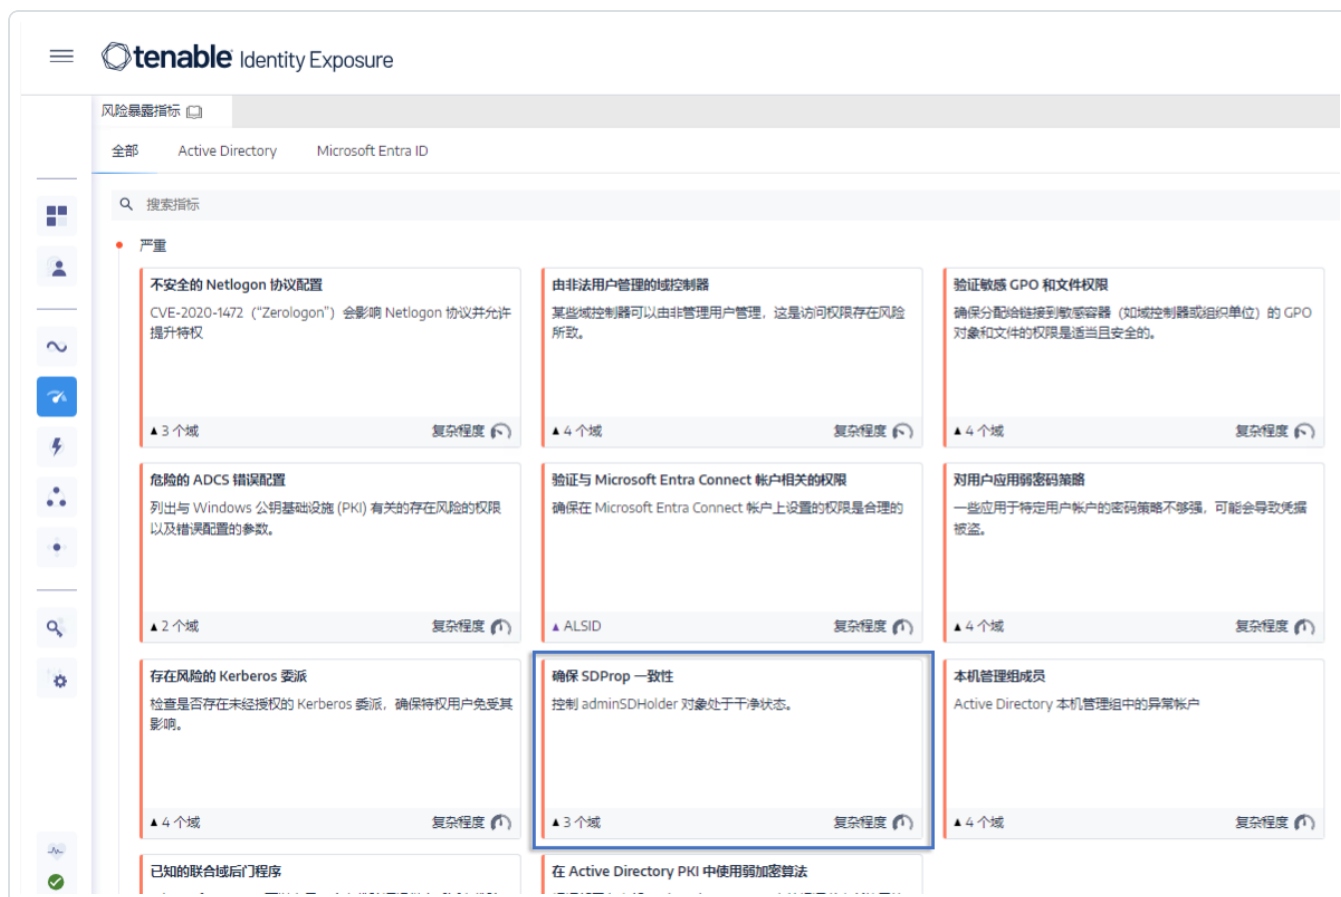 tenable Identity Exposure
风险暴露指标
全部 Active Directory Microsoft Entra ID
搜索指标
严重
不安全的 Netlogon 协议配置
CVE-2020-1472（“Zerologon”）会影响 Netlogon 协议并允许
提升特权
▲3 个域 复杂程度
由非法用户管理的域控制器
某些域控制器可以由非管理用户管理，这是访问权限存在风险
所致。
▲4 个域 复杂程度
验证敏感 GPO 和文件权限
确保分配给链接到敏感容器（如域控制器或组织单位）的 GPO
对象和文件的权限是适当且安全的。
▲4 个域 复杂程度
危险的 ADCS 错误配置
列出与 Windows 公钥基础设施 (PKI) 有关的存在风险的权限
以及错误配置的参数。
▲2 个域 复杂程度
验证与 Microsoft Entra Connect 帐户相关的权限
确保在 Microsoft Entra Connect 帐户上设置的权限是合理的
▲ALSID 复杂程度
对用户应用弱密码策略
一些应用于特定用户帐户的密码策略不够强，可能会导致凭据
被盗。
▲4 个域 复杂程度
存在风险的 Kerberos 委派
检查是否存在未经授权的 Kerberos 委派，确保特权用户免受其
影响。
▲4 个域 复杂程度
确保 SDProp 一致性
控制 adminSDHolder 对象处于干净状态。
▲3 个域 复杂程度
本机管理组成员
Active Directory 本机管理组中的异常帐户
▲4 个域 复杂程度
已知的联合域后门程序
在 Active Directory PKI 中使用弱加密算法